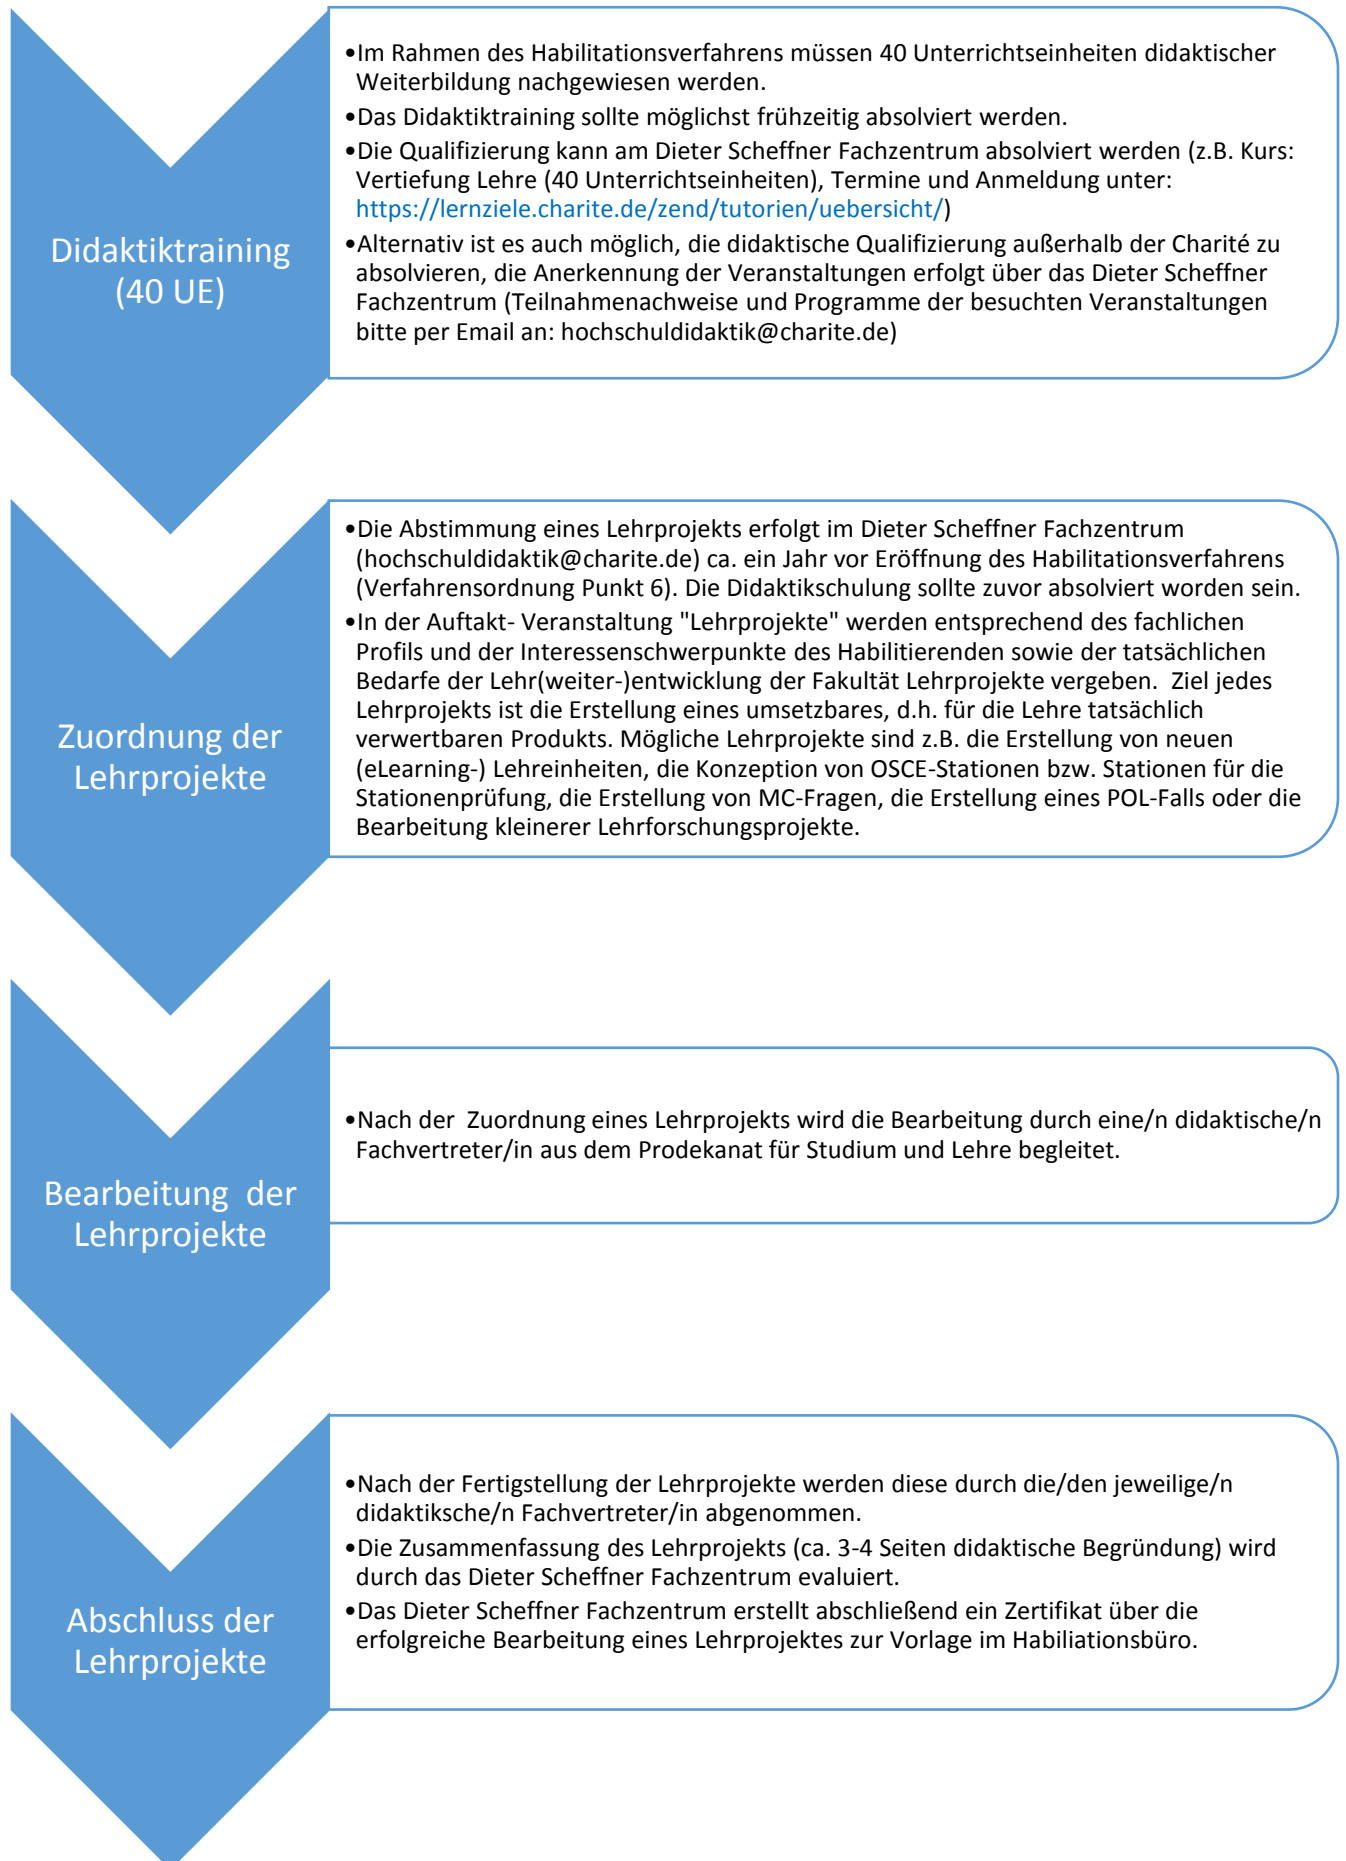 Didaktiktraining
(40 UE)
•Im Rahmen des Habilitationsverfahrens müssen 40 Unterrichtseinheiten didaktischer
Weiterbildung nachgewiesen werden.
•Das Didaktiktraining sollte möglichst frühzeitig absolviert werden.
•Die Qualifizierung kann am Dieter Scheffner Fachzentrum absolviert werden (z.B. Kurs:
Vertiefung Lehre (40 Unterrichtseinheiten), Termine und Anmeldung unter:
https://lernziele.charite.de/zend/tutorien/uebersicht/)
•Alternativ ist es auch möglich, die didaktische Qualifizierung außerhalb der Charité zu
absolvieren, die Anerkennung der Veranstaltungen erfolgt über das Dieter Scheffner
Fachzentrum (Teilnahmenachweise und Programme der besuchten Veranstaltungen
bitte per Email an: hochschuldidaktik@charite.de)
Zuordnung der
Lehrprojekte
•Die Abstimmung eines Lehrprojekts erfolgt im Dieter Scheffner Fachzentrum
(hochschuldidaktik@charite.de) ca. ein Jahr vor Eröffnung des Habilitationsverfahrens
(Verfahrensordnung Punkt 6). Die Didaktikschulung sollte zuvor absolviert worden sein.
•In der Auftakt- Veranstaltung "Lehrprojekte" werden entsprechend des fachlichen
Profils und der Interessenschwerpunkte des Habilitierenden sowie der tatsächlichen
Bedarfe der Lehr(weiter-)entwicklung der Fakultät Lehrprojekte vergeben.  Ziel jedes
Lehrprojekts ist die Erstellung eines umsetzbares, d.h. für die Lehre tatsächlich
verwertbaren Produkts. Mögliche Lehrprojekte sind z.B. die Erstellung von neuen
(eLearning-) Lehreinheiten, die Konzeption von OSCE-Stationen bzw. Stationen für die
Stationenprüfung, die Erstellung von MC-Fragen, die Erstellung eines POL-Falls oder die
Bearbeitung kleinerer Lehrforschungsprojekte.
Bearbeitung  der
Lehrprojekte
•Nach der  Zuordnung eines Lehrprojekts wird die Bearbeitung durch eine/n didaktische/n
Fachvertreter/in aus dem Prodekanat für Studium und Lehre begleitet.
Abschluss der
Lehrprojekte
•Nach der Fertigstellung der Lehrprojekte werden diese durch die/den jeweilige/n
didaktiksche/n Fachvertreter/in abgenommen.
•Die Zusammenfassung des Lehrprojekts (ca. 3-4 Seiten didaktische Begründung) wird
durch das Dieter Scheffner Fachzentrum evaluiert.
•Das Dieter Scheffner Fachzentrum erstellt abschließend ein Zertifikat über die
erfolgreiche Bearbeitung eines Lehrprojektes zur Vorlage im Habiliationsbüro.